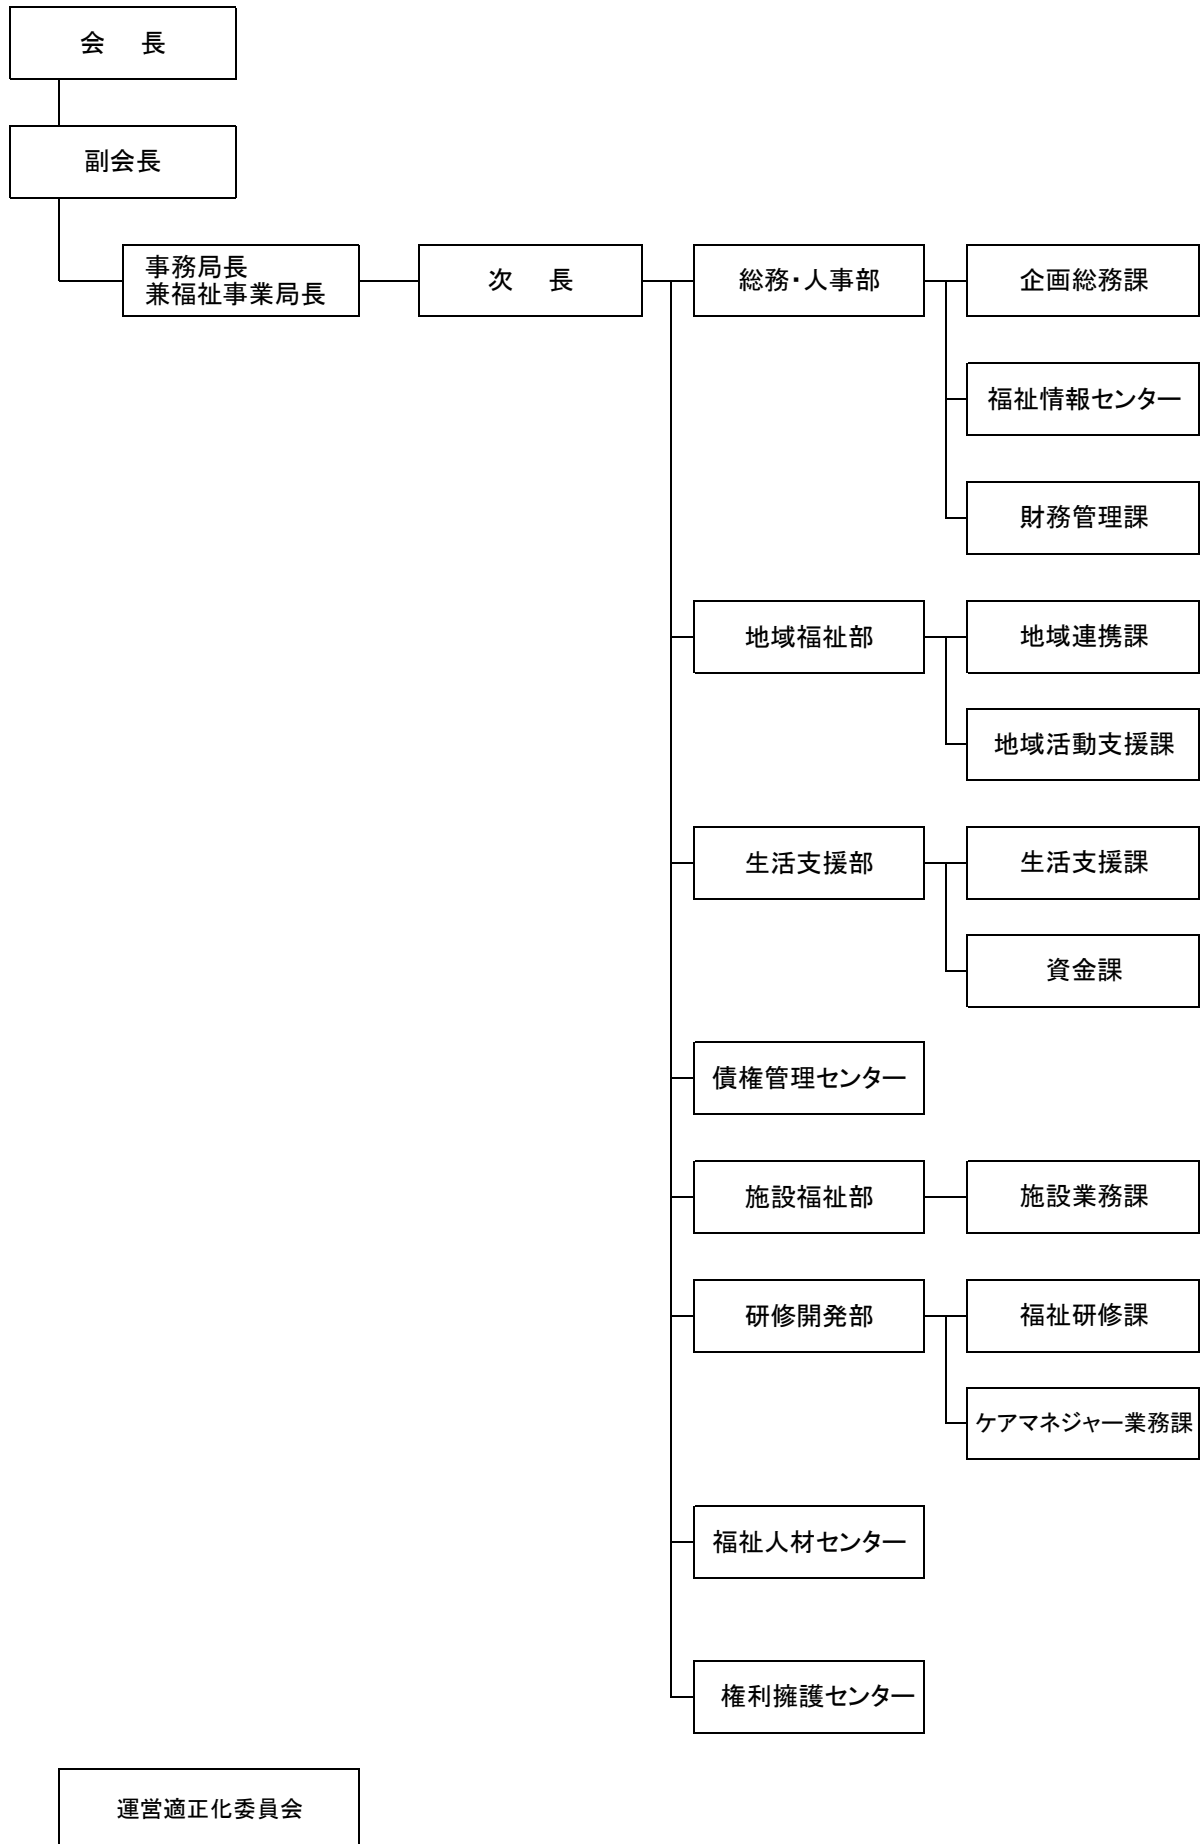 会　長
副会長
事務局長
兼福祉事業局長
次　長
総務・人事部
企画総務課
福祉情報センター
財務管理課
地域福祉部
地域連携課
地域活動支援課
生活支援部
生活支援課
資金課
債権管理センター
施設福祉部
施設業務課
研修開発部
福祉研修課
ケアマネジャー業務課
福祉人材センター
権利擁護センター
運営適正化委員会